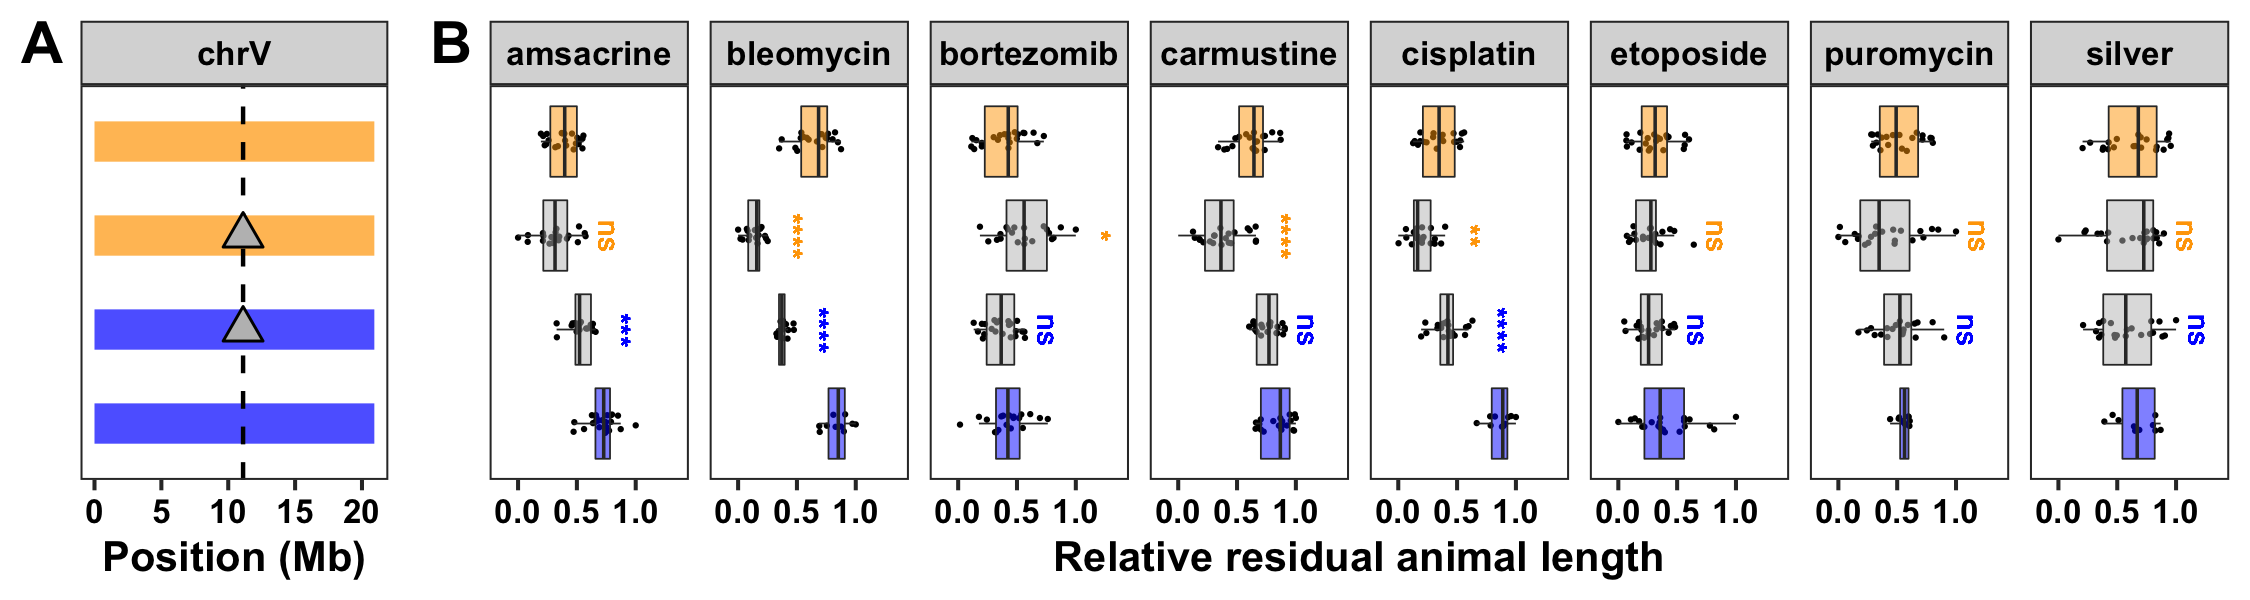 A
chrV
B
amsacrine bleomycin bortezomib carmustine cisplatin etoposide puromycin silver
ns **** * **** ** ns ns ns
*** **** ns ns **** ns ns ns
0 5 10 15 20
0.0 0.5 1.0 0.0 0.5 1.0 0.0 0.5 1.0 0.0 0.5 1.0 0.0 0.5 1.0 0.0 0.5 1.0 0.0 0.5 1.0 0.0 0.5 1.0
Position (Mb)
Relative residual animal length